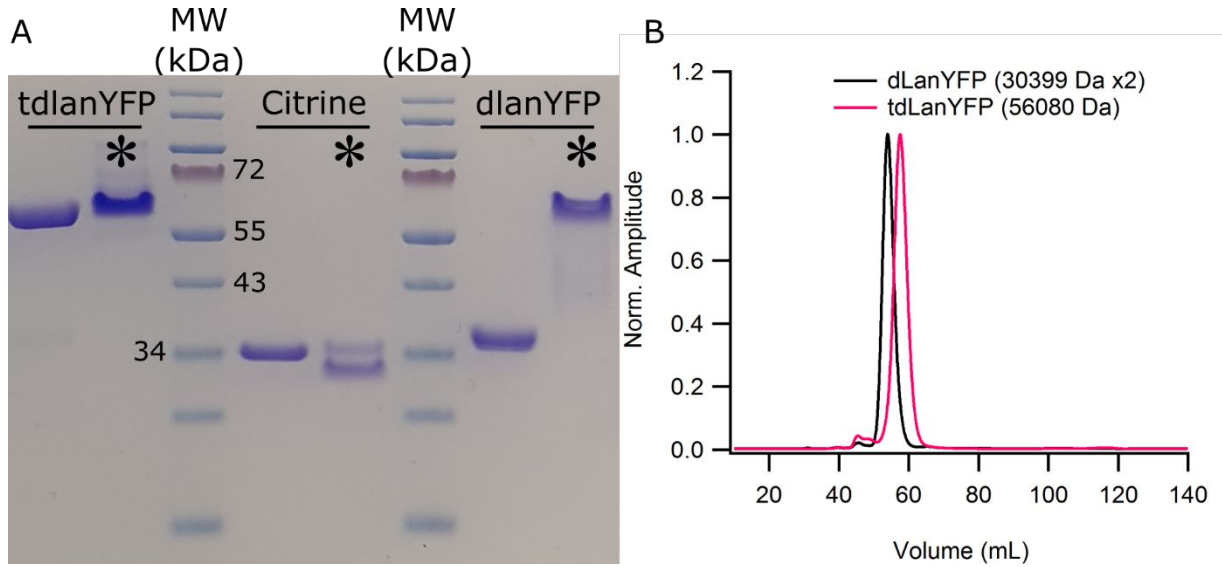 A
MW
(kDa)
MW
(kDa)
tdlanYFP
Citrine
dlanYFP
*
*
*
72
55
43
34
B
dLanYFP (30399 Da x2)
tdLanYFP (56080 Da)
1.2
1.0
0.8
0.6
0.4
0.2
0.0
Norm. Amplitude
20 40 60 80 100 120 140
Volume (mL)